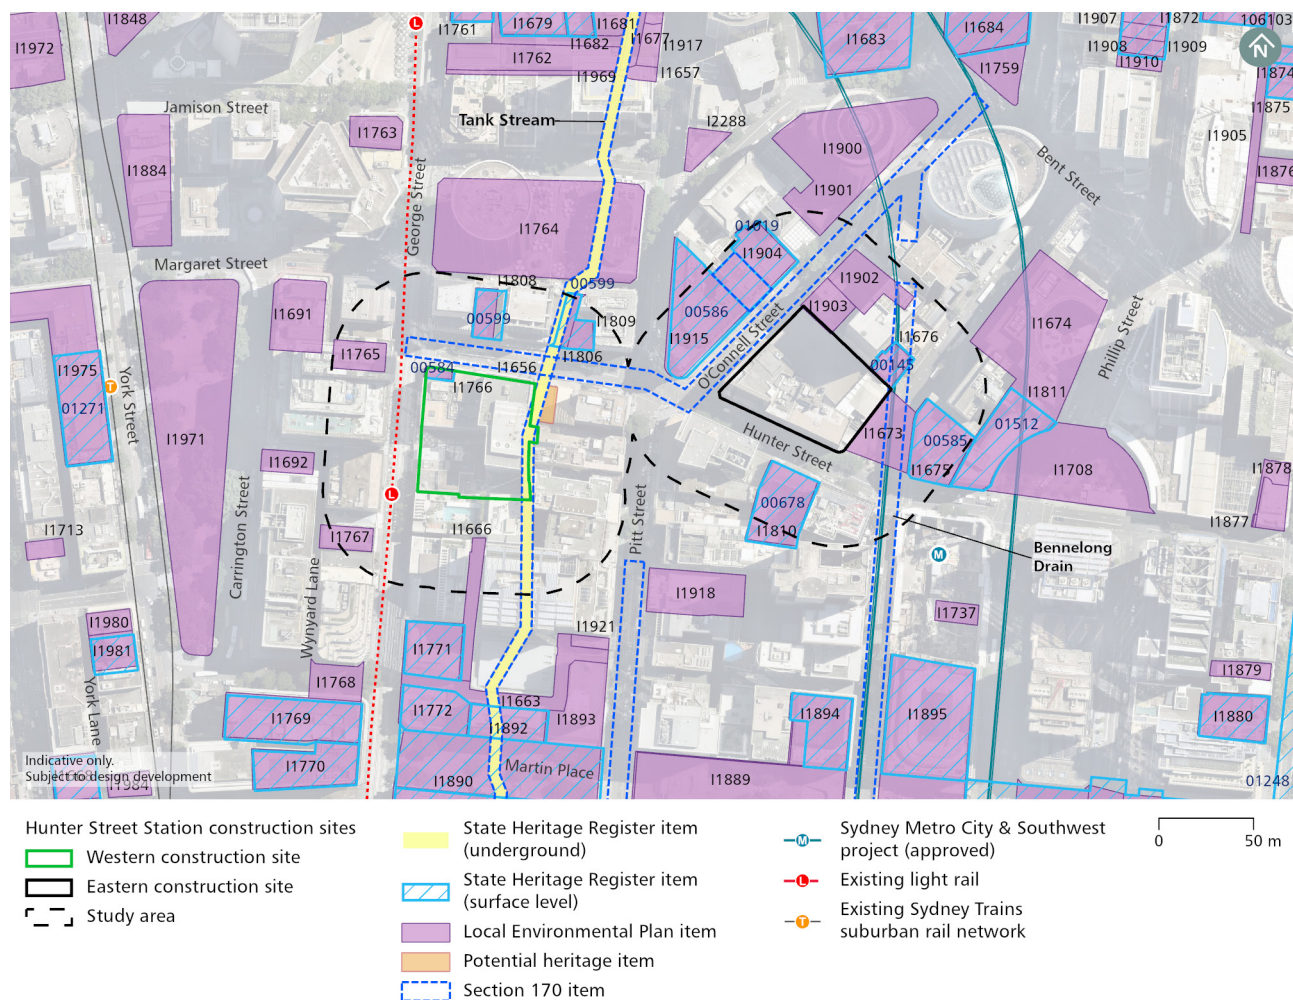 I1848
I1972
L
I1761
I1679
I1681
I1677
I1682
I1917
I1762
I1969
I1657
I1683
I1684
I1759
I1907
I1872
106103
I1908
I1909
I1910
N
I1874
I1875
Jamison Street
I1763
Tank Stream
I2288
I1900
I1905
I1884
I1901
Bent Street
I1876
George Street
I1764
01019
I1904
Margaret Street
I1808
00599
I1902
I1691
00599
I1809
00586
I1903
I1674
Phillip Street
I1765
I1806
I1915
O'Connell Street
I1676
I1975
00584
I1656
00145
T
I1766
I1811
01271
York Street
I1971
00585
01512
I1673
Hunter Street
I1692
I1675
I1708
I1878
L
00678
Carrington Street
I1713
I1767
I1666
Pitt Street
I1810
I1877
Bennelong
Drain
M
Wynyard Lane
I1918
I1737
I1980
I1921
I1981
I1771
I1879
York Lane
I1768
I1663
I1769
I1772
I1892
I1893
I1894
I1895
I1880
Indicative only.
Subject to design development
I1984
I1770
I1890
Martin Place
I1889
01248
Hunter Street Station construction sites
Western construction site
Eastern construction site
Study area
State Heritage Register item
(underground)
State Heritage Register item
(surface level)
Local Environmental Plan item
Potential heritage item
Section 170 item
M
Sydney Metro City & Southwest
project (approved)
L
Existing light rail
T
Existing Sydney Trains
suburban rail network
0
50 m